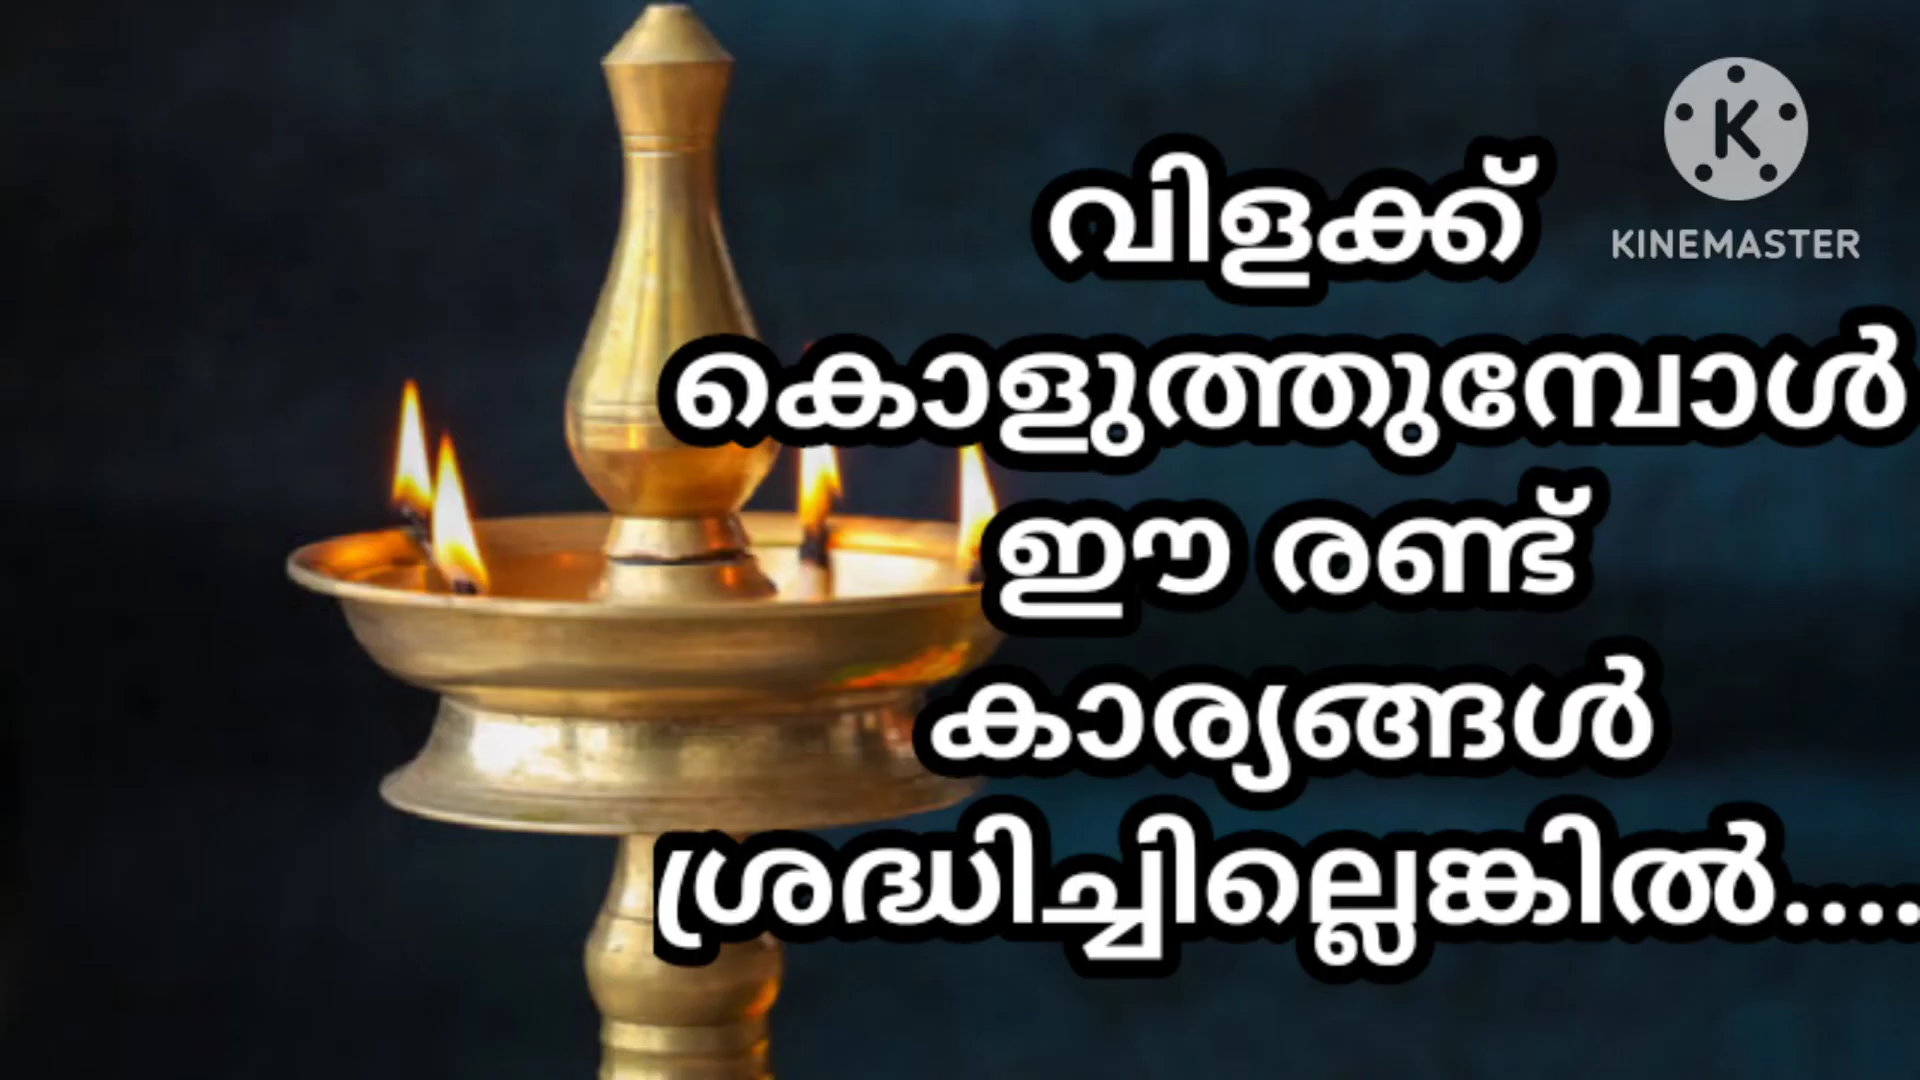 KINEMASTER
വിളക്ക്
കൊളുത്തുമ്പോൾ
ഈ രണ്ട്
കാര്യങ്ങൾ
ശ്രദ്ധിച്ചില്ലെങ്കിൽ....